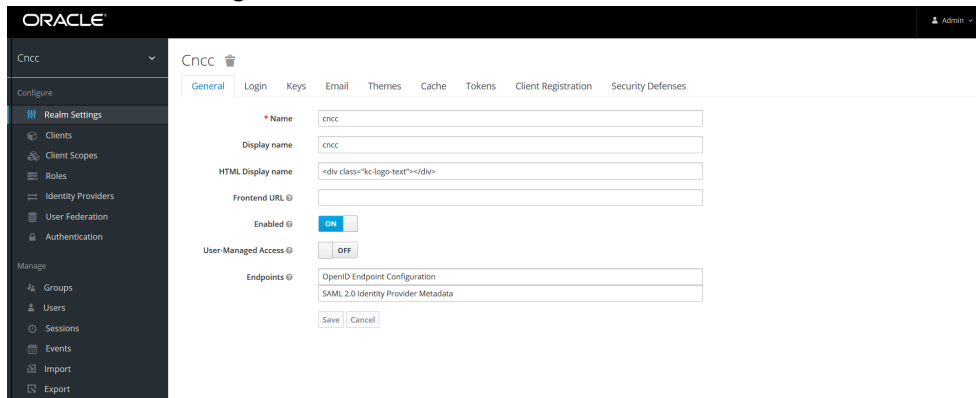 ORACLE®
Admin
Cncc
Cncc
Configure
Realm Settings
Clients
Client Scopes
Roles
Identity Providers
User Federation
Authentication
Manage
Groups
Users
Sessions
Events
Import
Export
General Login Keys Email Themes Cache Tokens Client Registration Security Defenses
* Name cncc
Display name cncc
HTML Display name <div class="kc-logo-text"></div>
Frontend URL
Enabled ON
User-Managed Access OFF
Endpoints OpenID Endpoint Configuration
SAML 2.0 Identity Provider Metadata
Save Cancel